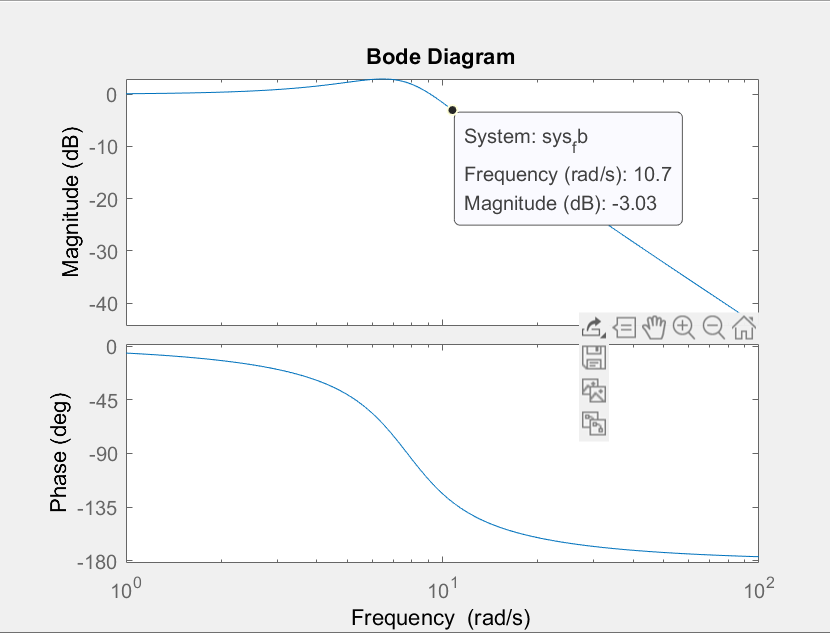 Bode Diagram
Magnitude (dB)
0
-10
-20
-30
-40
System: sys_fb
Frequency (rad/s): 10.7
Magnitude (dB): -3.03
Phase (deg)
0
-45
-90
-135
-180
10^0
10^1
10^2
Frequency (rad/s)